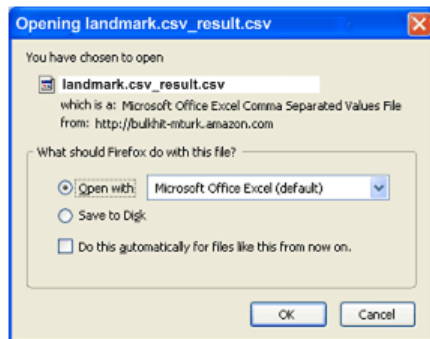 Opening landmark.csv_result.csv
You have chosen to open
landmark.csv_result.csv
which is a: Microsoft Office Excel Comma Separated Values File
from: http://bulkhit-mturk.amazon.com
What should Firefox do with this file?
Open with Microsoft Office Excel (default)
Save to Disk
Do this automatically for files like this from now on.
OK Cancel